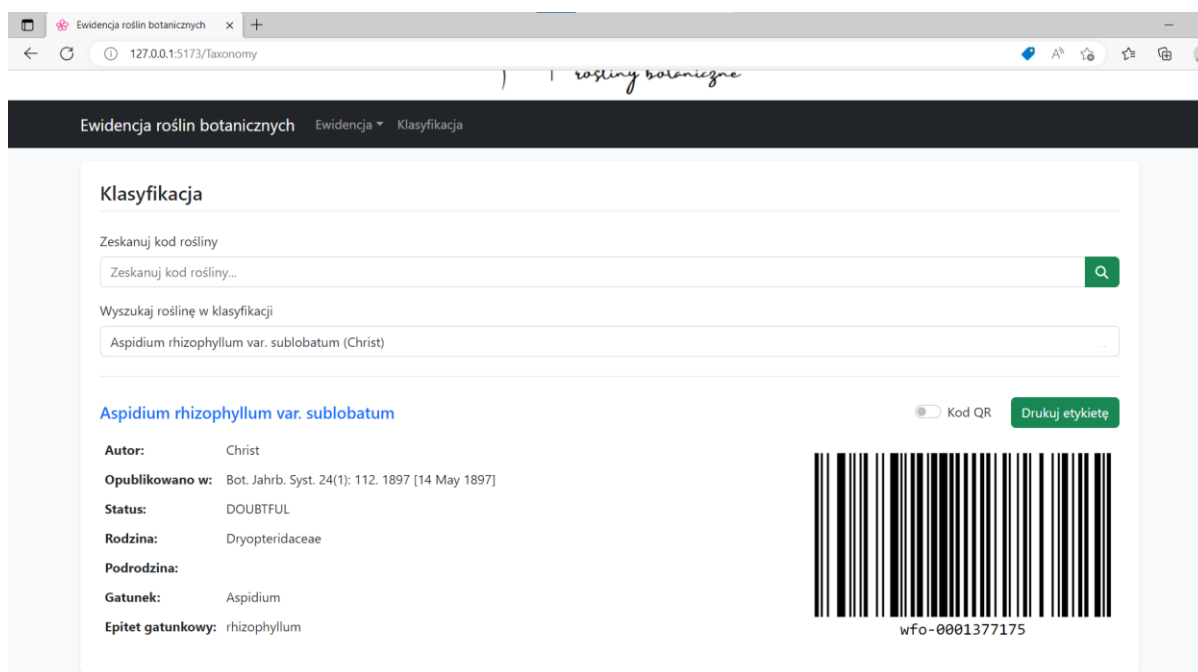 Ewidencja roślin botanicznych
127.0.0.1:5173/Taxonomy
rośliny botaniczne
Ewidencja roślin botanicznych Ewidencja Klasyfikacja
Klasyfikacja
Zeskanuj kod rośliny
Zeskanuj kod rośliny...
Wyszukaj roślinę w klasyfikacji
Aspidium rhizophyllum var. sublobatum (Christ)
Aspidium rhizophyllum var. sublobatum Kod QR Drukuj etykietę
Autor: Christ
Opublikowano w: Bot. Jahrb. Syst. 24(1): 112. 1897 [14 May 1897]
Status: DOUBTFUL
Rodzina: Dryopteridaceae
Podrodzina:
Gatunek: Aspidium
Epitet gatunkowy: rhizophyllum
wfo-0001377175